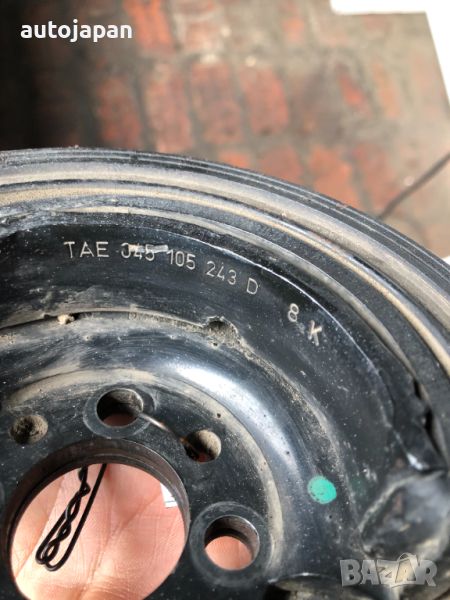 autojapan
TAE 045 105 243 D
8 K
BAZAR